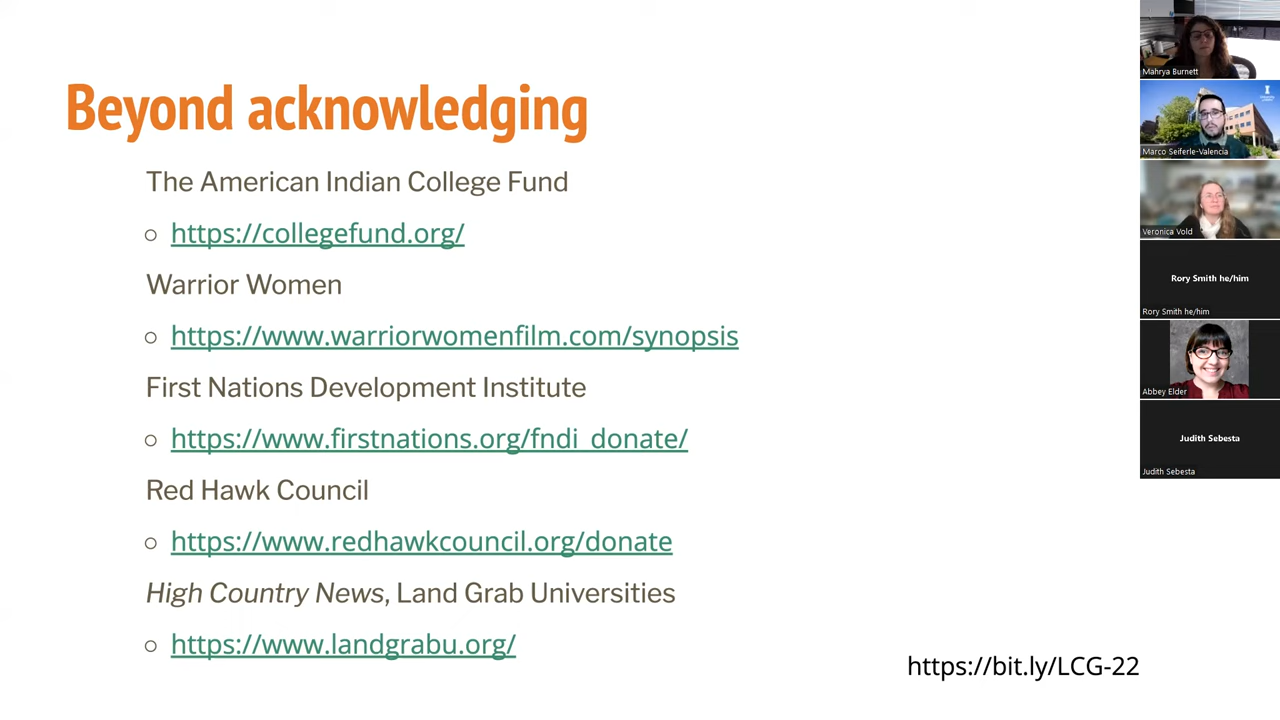 Beyond acknowledging
The American Indian College Fund
https://collegefund.org/
Warrior Women
https://www.warriorwomenfilm.com/synopsis
First Nations Development Institute
https://www.firstnations.org/fndi_donate/
Red Hawk Council
https://www.redhawkcouncil.org/donate
High Country News, Land Grab Universities
https://www.landgrabu.org/
https://bit.ly/LCG-22
Mahrya Burnett
Marco Seiferle-Valencia
Veronica Vold
Rory Smith he/him
Rory Smith he/him
Abbey Elder
Judith Sebesta
Judith Sebesta